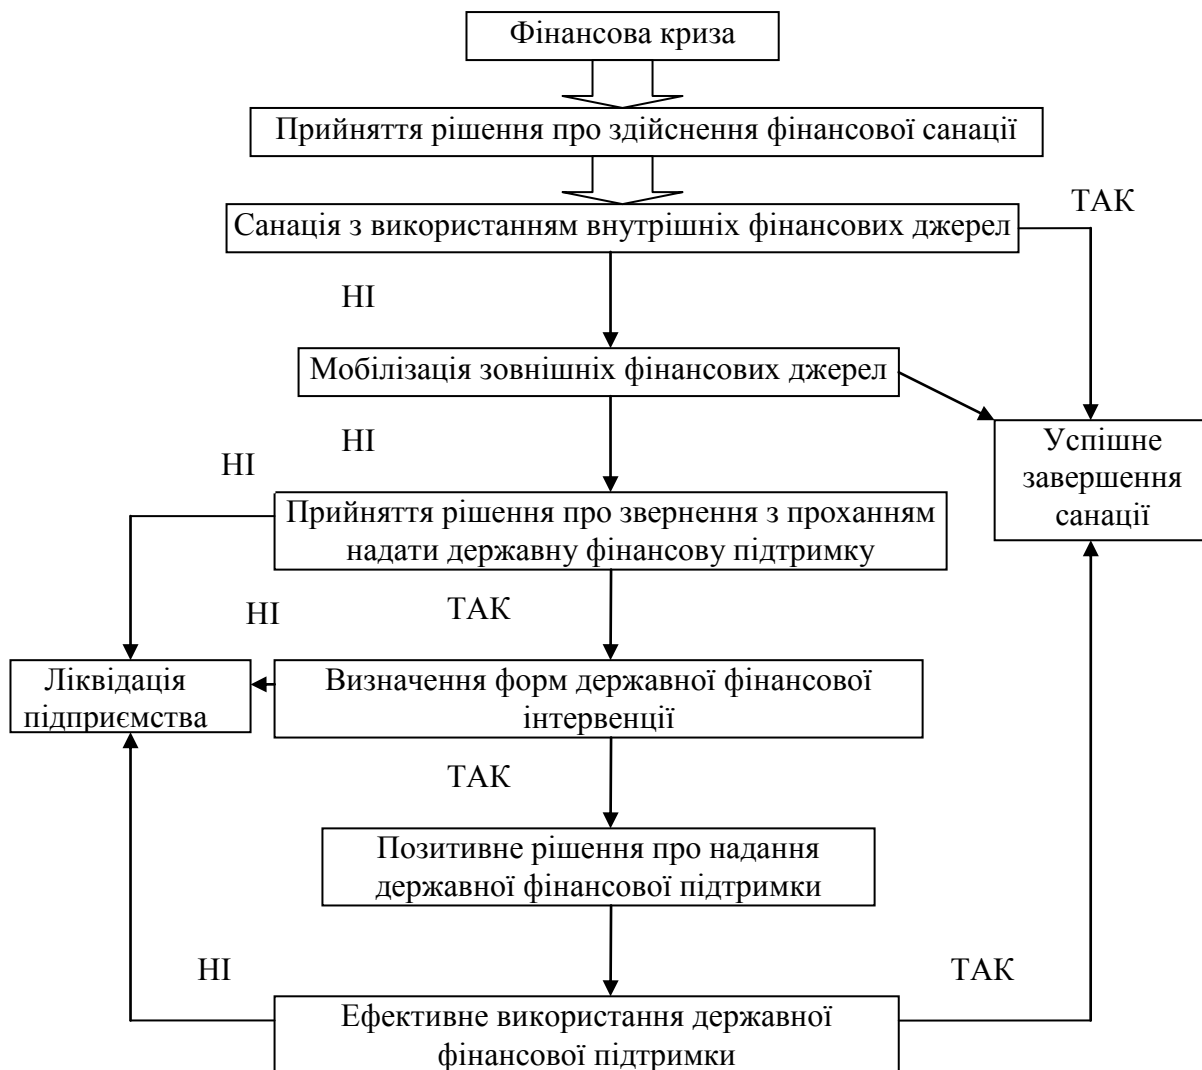 Фінансова криза
Прийняття рішення про здійснення фінансової санації
ТАК
Санація з використанням внутрішніх фінансових джерел
НІ
Мобілізація зовнішніх фінансових джерел
НІ
Успішне
завершення
санації
НІ
Прийняття рішення про звернення з проханням
надати державну фінансову підтримку
НІ
ТАК
Ліквідація
підприємства
Визначення форм державної фінансової
інтервенції
ТАК
Позитивне рішення про надання
державної фінансової підтримки
НІ
ТАК
Ефективне використання державної
фінансової підтримки